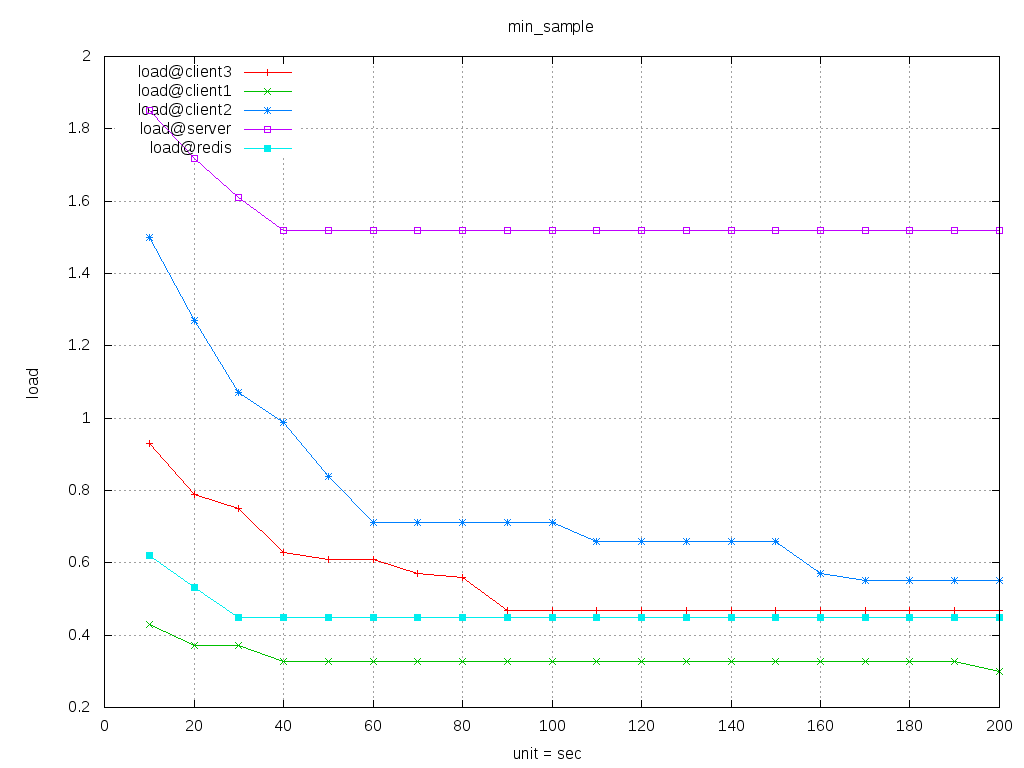 min_sample
load@client3
load@client1
load@client2
load@server
load@redis
2
1.8
1.6
1.4
1.2
1
0.8
0.6
0.4
0.2
load
0 20 40 60 80 100 120 140 160 180 200
unit = sec